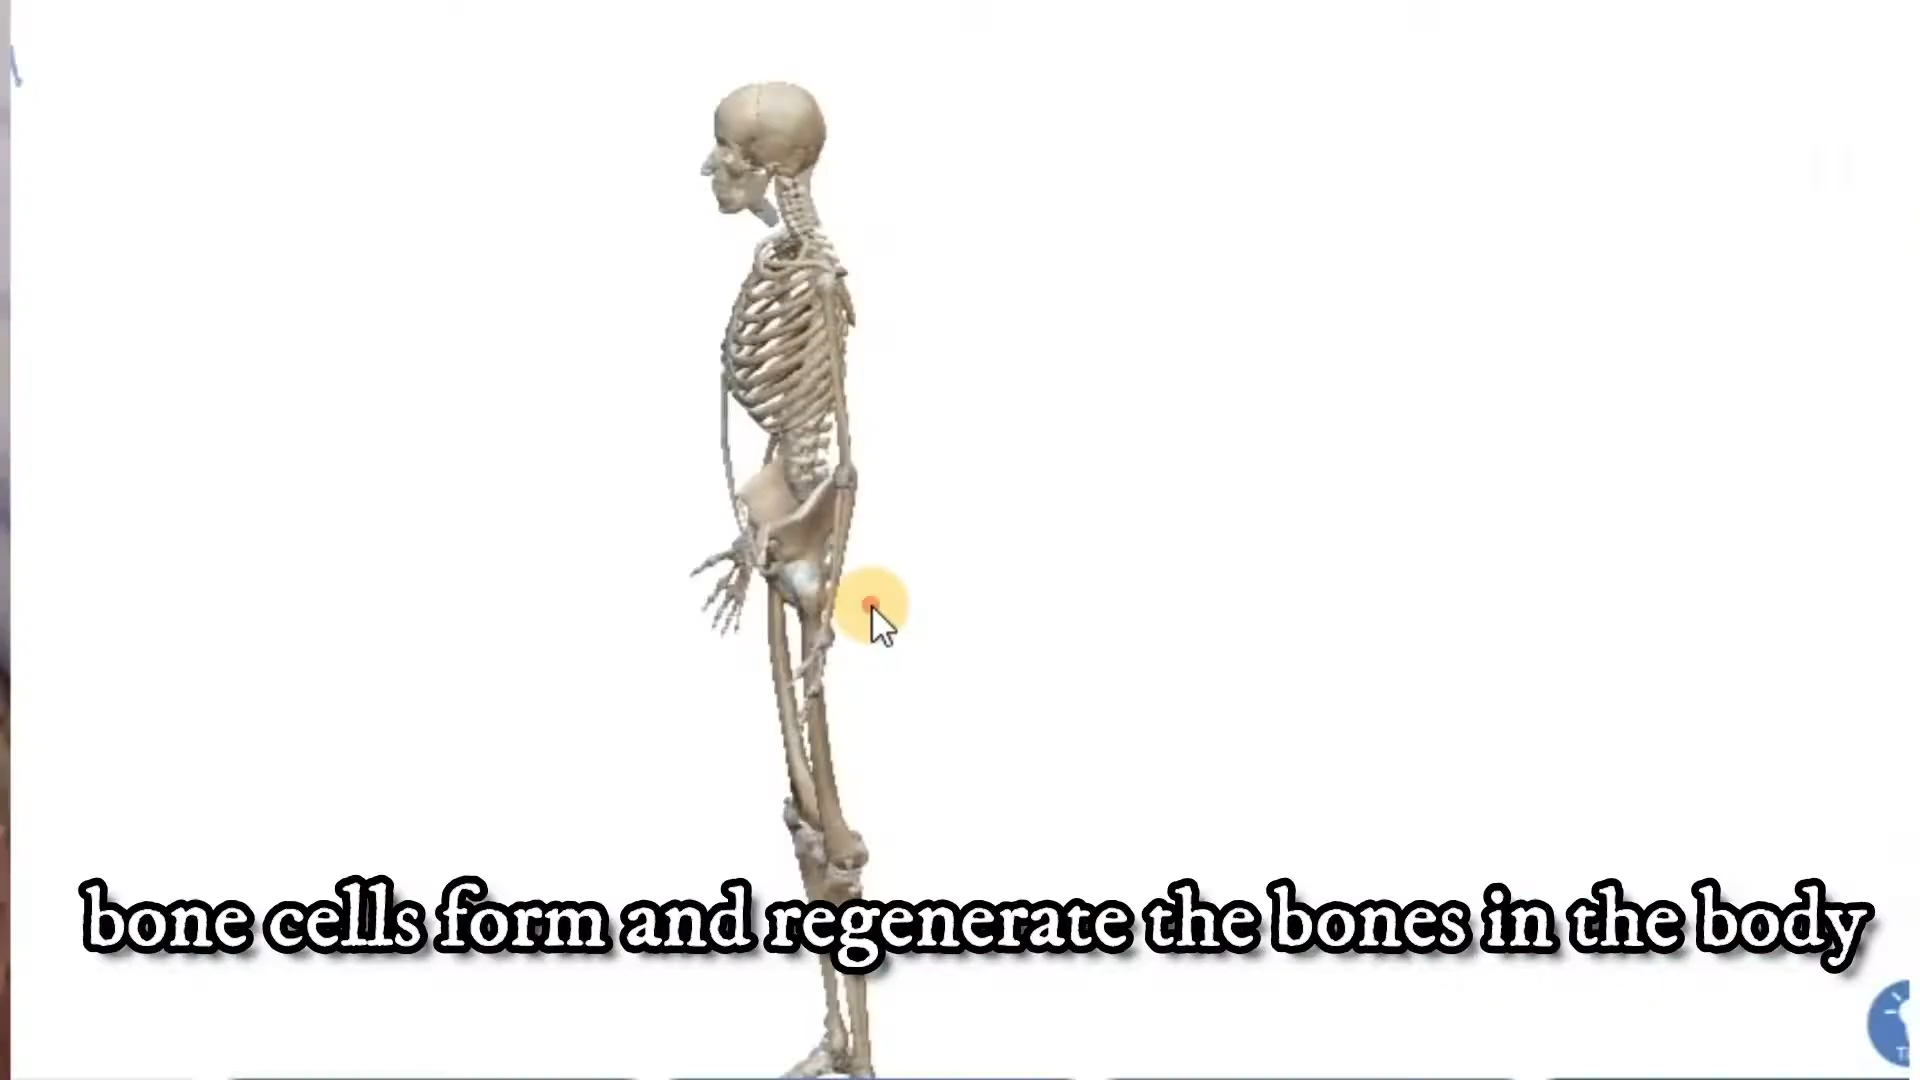 bone cells form and regenerate the bones in the body